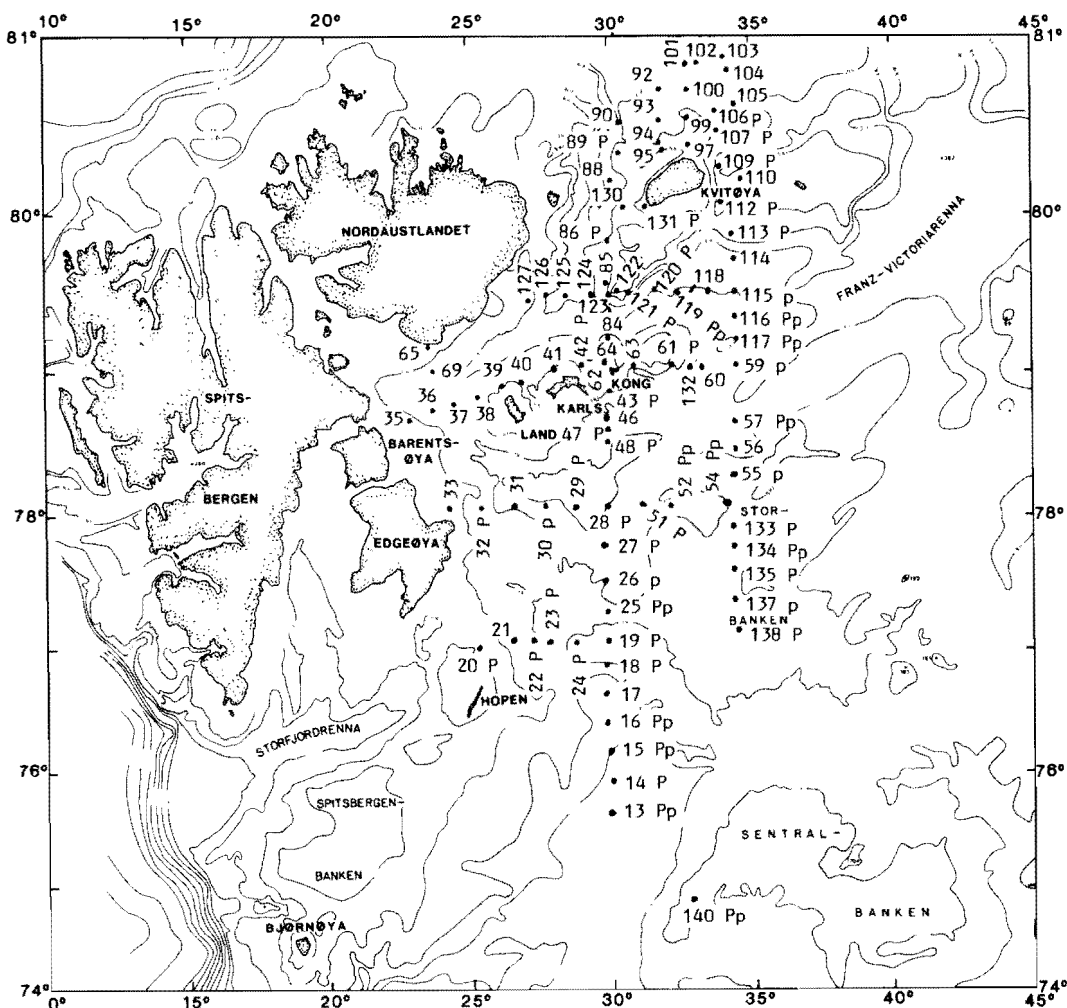 10° 15° 20° 25° 30° 35° 40° 45°
81° 81°
101 102 103
104
92 100
93 105
90 106 P
99
107 P
94
89 P
95 97
109 P
88 110
130 KVITØYA
80° 80°
112 P
131 P
86 P 113 P
NORDAUSTLANDET
114
127 126 125 124 85 122 120 P 118
FRANZ-VICTORIARENNA
123 121 P 119 Pp 115 p
116 Pp
84
117 Pp
65 42 P 64 63 61 P
59 p
69 39 40 41
62 KONG 132 60
36
SPITS-
35 37 38 KARLS 43 P
46
57 Pp
BARENTS-
ØYA
LAND 47 P
48 P 56
55 p
33 31 29 P 52 Pp 54 Pp
BERGEN
78° 78°
STOR-
32 P 30 P 28 P 51 P
133 P
EDGEØYA
27 P 134 Pp
26 p 135 P
25 Pp 137 p
BANKEN
23 P
21 19 P 138 P
20 P 22 P 24 P 18 P
HOPEN 17
16 Pp
STORFJORDRENNA
15 Pp
76° 76°
14 P
SPITSBERGEN-
13 Pp
SENTRAL-
BANKEN
140 Pp BANKEN
BJØRNØYA
74° 74°
10° 15° 20° 25° 30° 35° 40° 45°